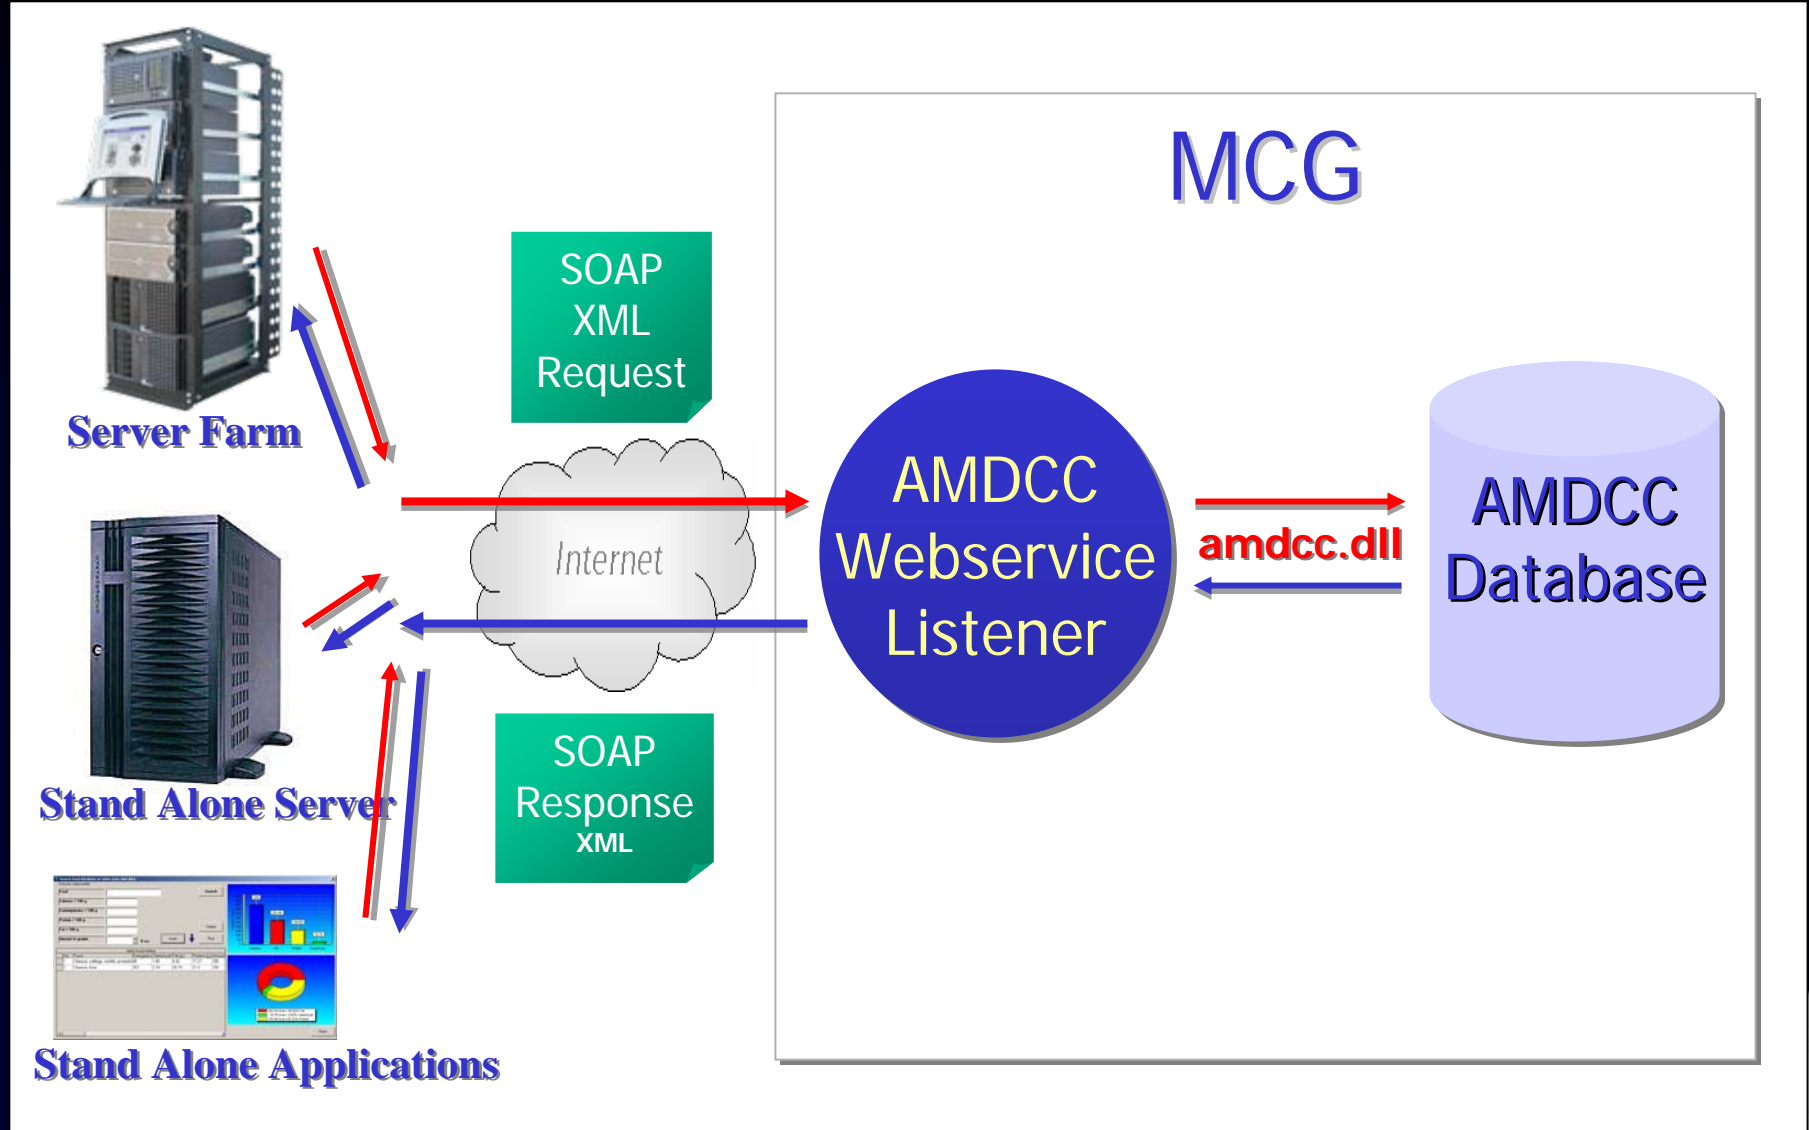 MCG
SOAP
XML
Request
Server Farm
Internet
AMDCC
Webservice
Listener
amdcc.dll
AMDCC
Database
SOAP
Response
XML
Stand Alone Server
Stand Alone Applications